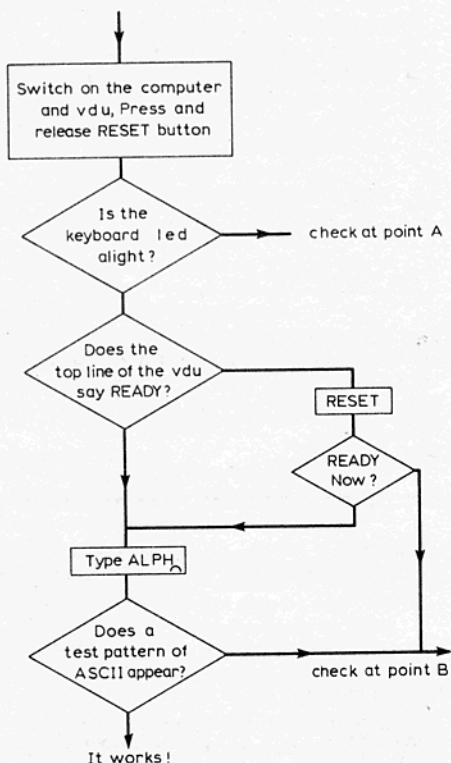 Switch on the computer
and vdu, Press and
release RESET button
Is the
keyboard led
alight?
check at point A
Does the
top line of the vdu
say READY?
RESET
READY
Now?
Type ALPH
Does a
test pattern of
ASCII appear?
check at point B
It works!